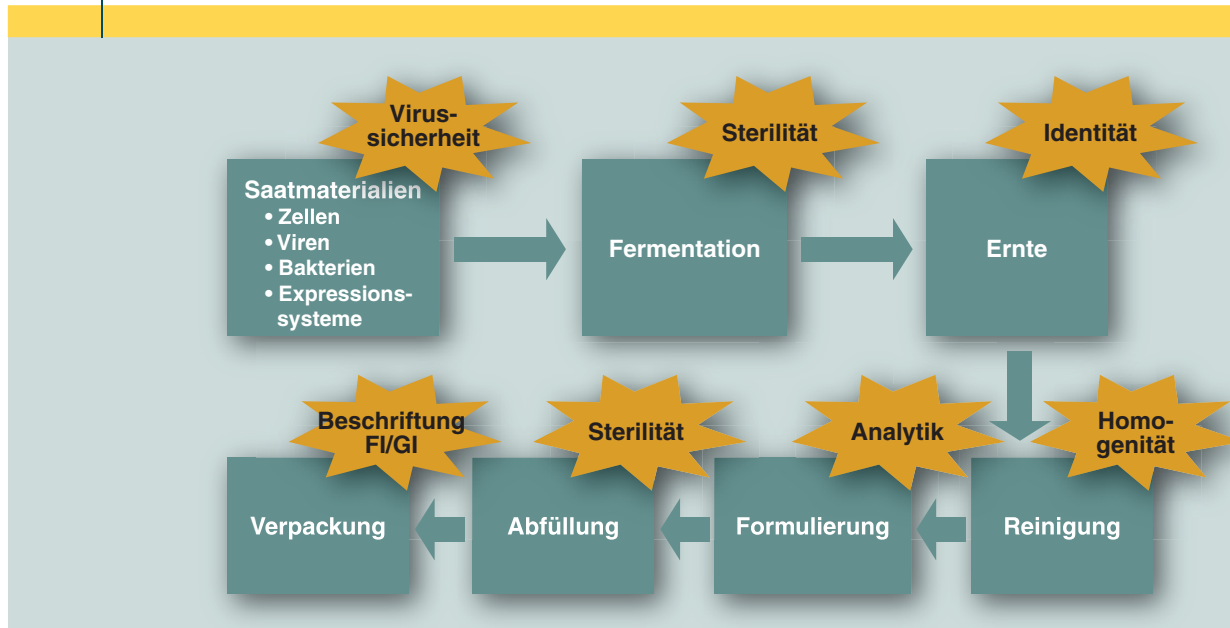 Virus-
sicherheit
Saatmaterialien
• Zellen
• Viren
• Bakterien
• Expressions-
systeme
Sterilität
Fermentation
Identität
Ernte
Homo-
genität
Reinigung
Analytik
Formulierung
Sterilität
Abfüllung
Beschriftung
FI/GI
Verpackung